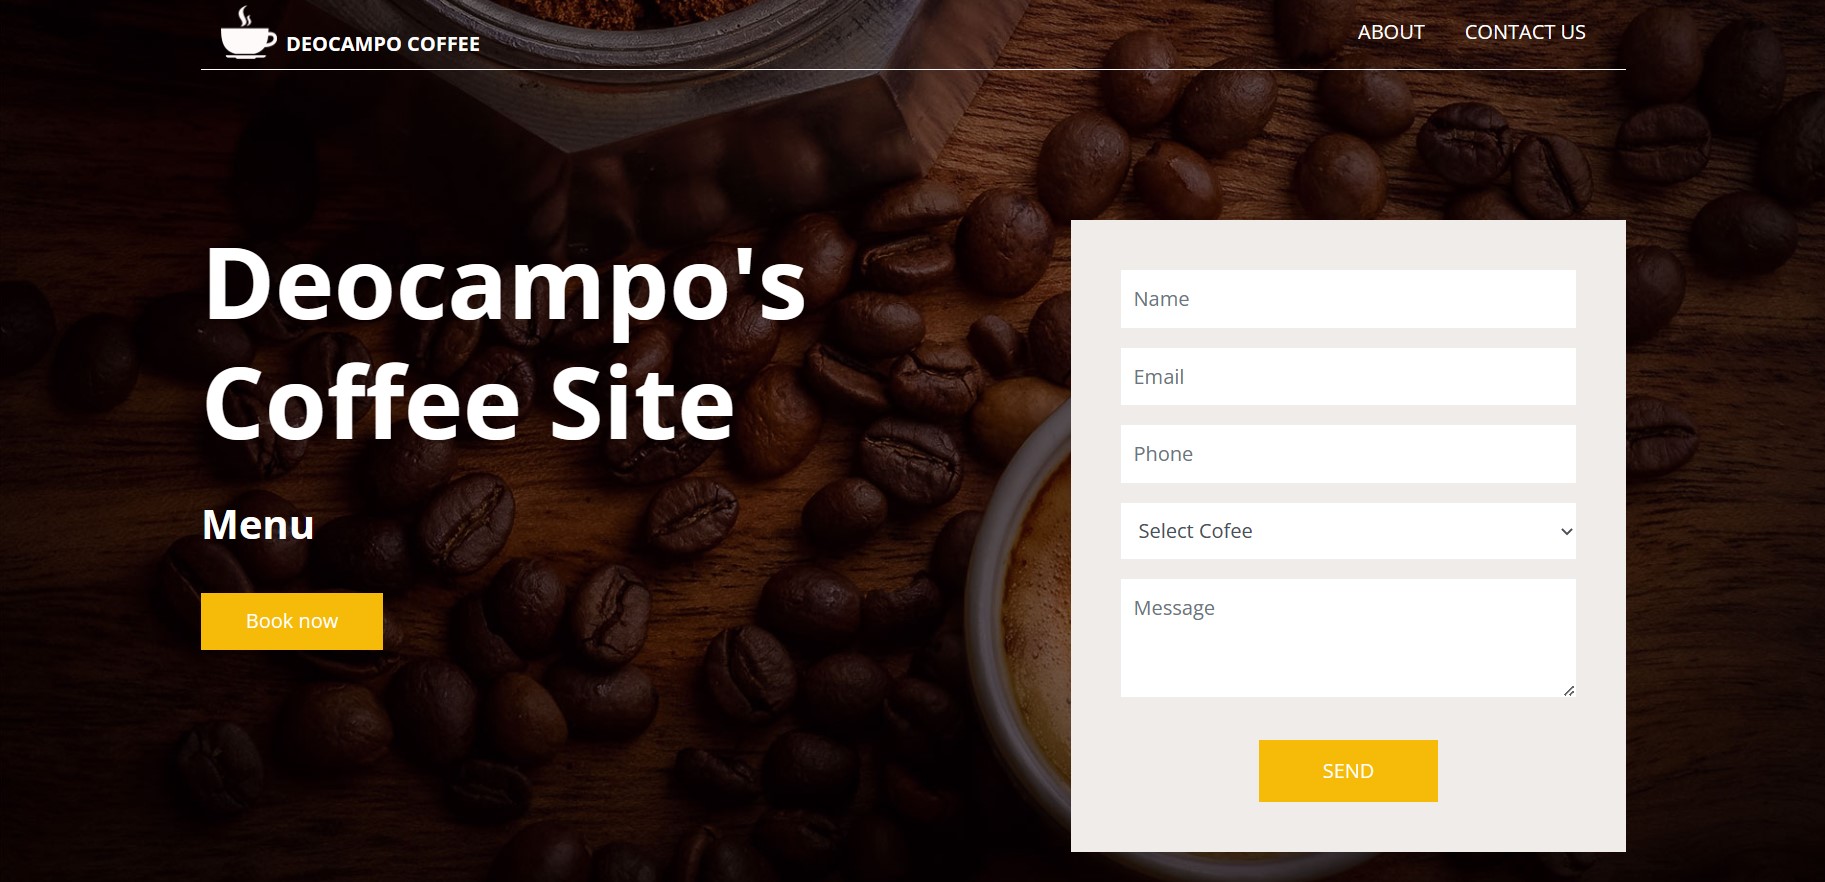 DEOCAMPO COFFEE
ABOUT
CONTACT US
Deocampo's
Coffee Site
Menu
Book now
Name
Email
Phone
Select Cofee
Message
SEND